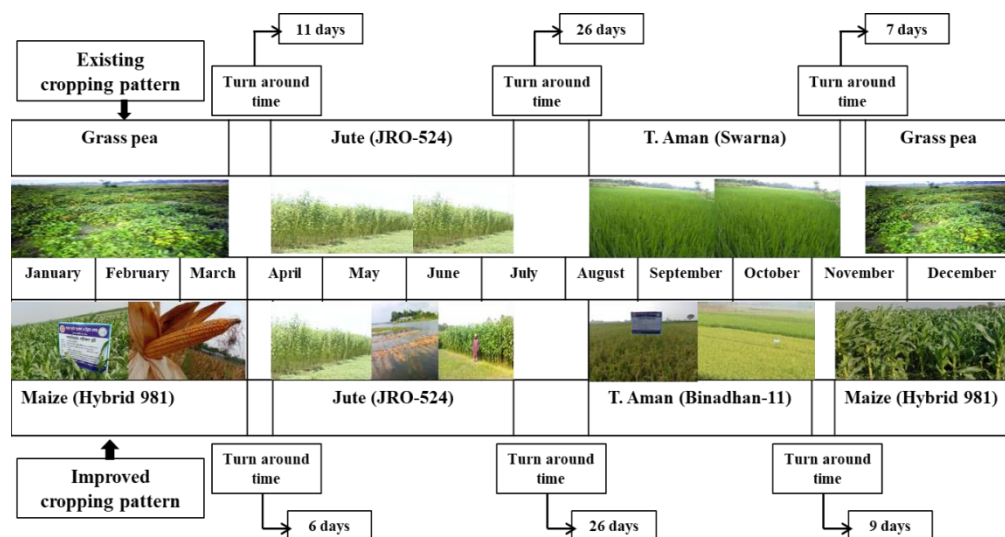 11 days
26 days
7 days
Existing
cropping pattern
Turn around
time
Turn around
time
Turn around
time
Grass pea
Jute (JRO-524)
T. Aman (Swarna)
Grass pea
January
February
March
April
May
June
July
August
September
October
November
December
Maize (Hybrid 981)
Jute (JRO-524)
T. Aman (Binadhan-11)
Maize (Hybrid 981)
Improved
cropping pattern
Turn around
time
Turn around
time
Turn around
time
6 days
26 days
9 days